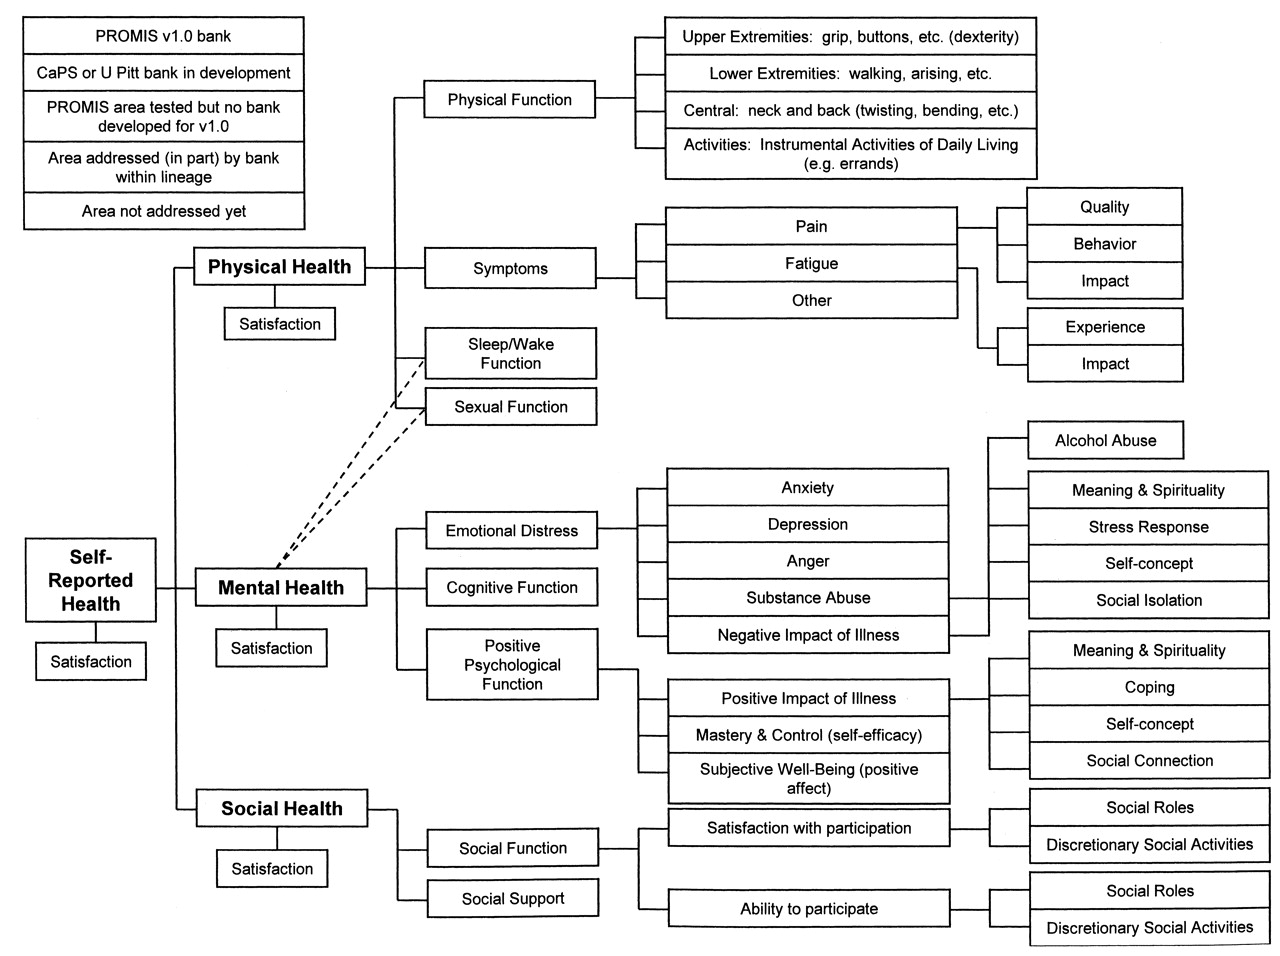 PROMIS v1.0 bank
CaPS or U Pitt bank in development
PROMIS area tested but no bank
developed for v1.0
Area addressed (in part) by bank
within lineage
Area not addressed yet
Self-
Reported
Health
Satisfaction
Physical Health
Satisfaction
Physical Function
Upper Extremities: grip, buttons, etc. (dexterity)
Lower Extremities: walking, arising, etc.
Central: neck and back (twisting, bending, etc.)
Activities: Instrumental Activities of Daily Living
(e.g. errands)
Symptoms
Pain
Fatigue
Other
Quality
Behavior
Impact
Experience
Impact
Sleep/Wake
Function
Sexual Function
Mental Health
Satisfaction
Emotional Distress
Anxiety
Depression
Anger
Substance Abuse
Negative Impact of Illness
Alcohol Abuse
Meaning & Spirituality
Stress Response
Self-concept
Social Isolation
Cognitive Function
Positive
Psychological
Function
Positive Impact of Illness
Mastery & Control (self-efficacy)
Subjective Well-Being (positive
affect)
Meaning & Spirituality
Coping
Self-concept
Social Connection
Social Health
Satisfaction
Social Function
Satisfaction with participation
Social Roles
Discretionary Social Activities
Ability to participate
Social Roles
Discretionary Social Activities
Social Support